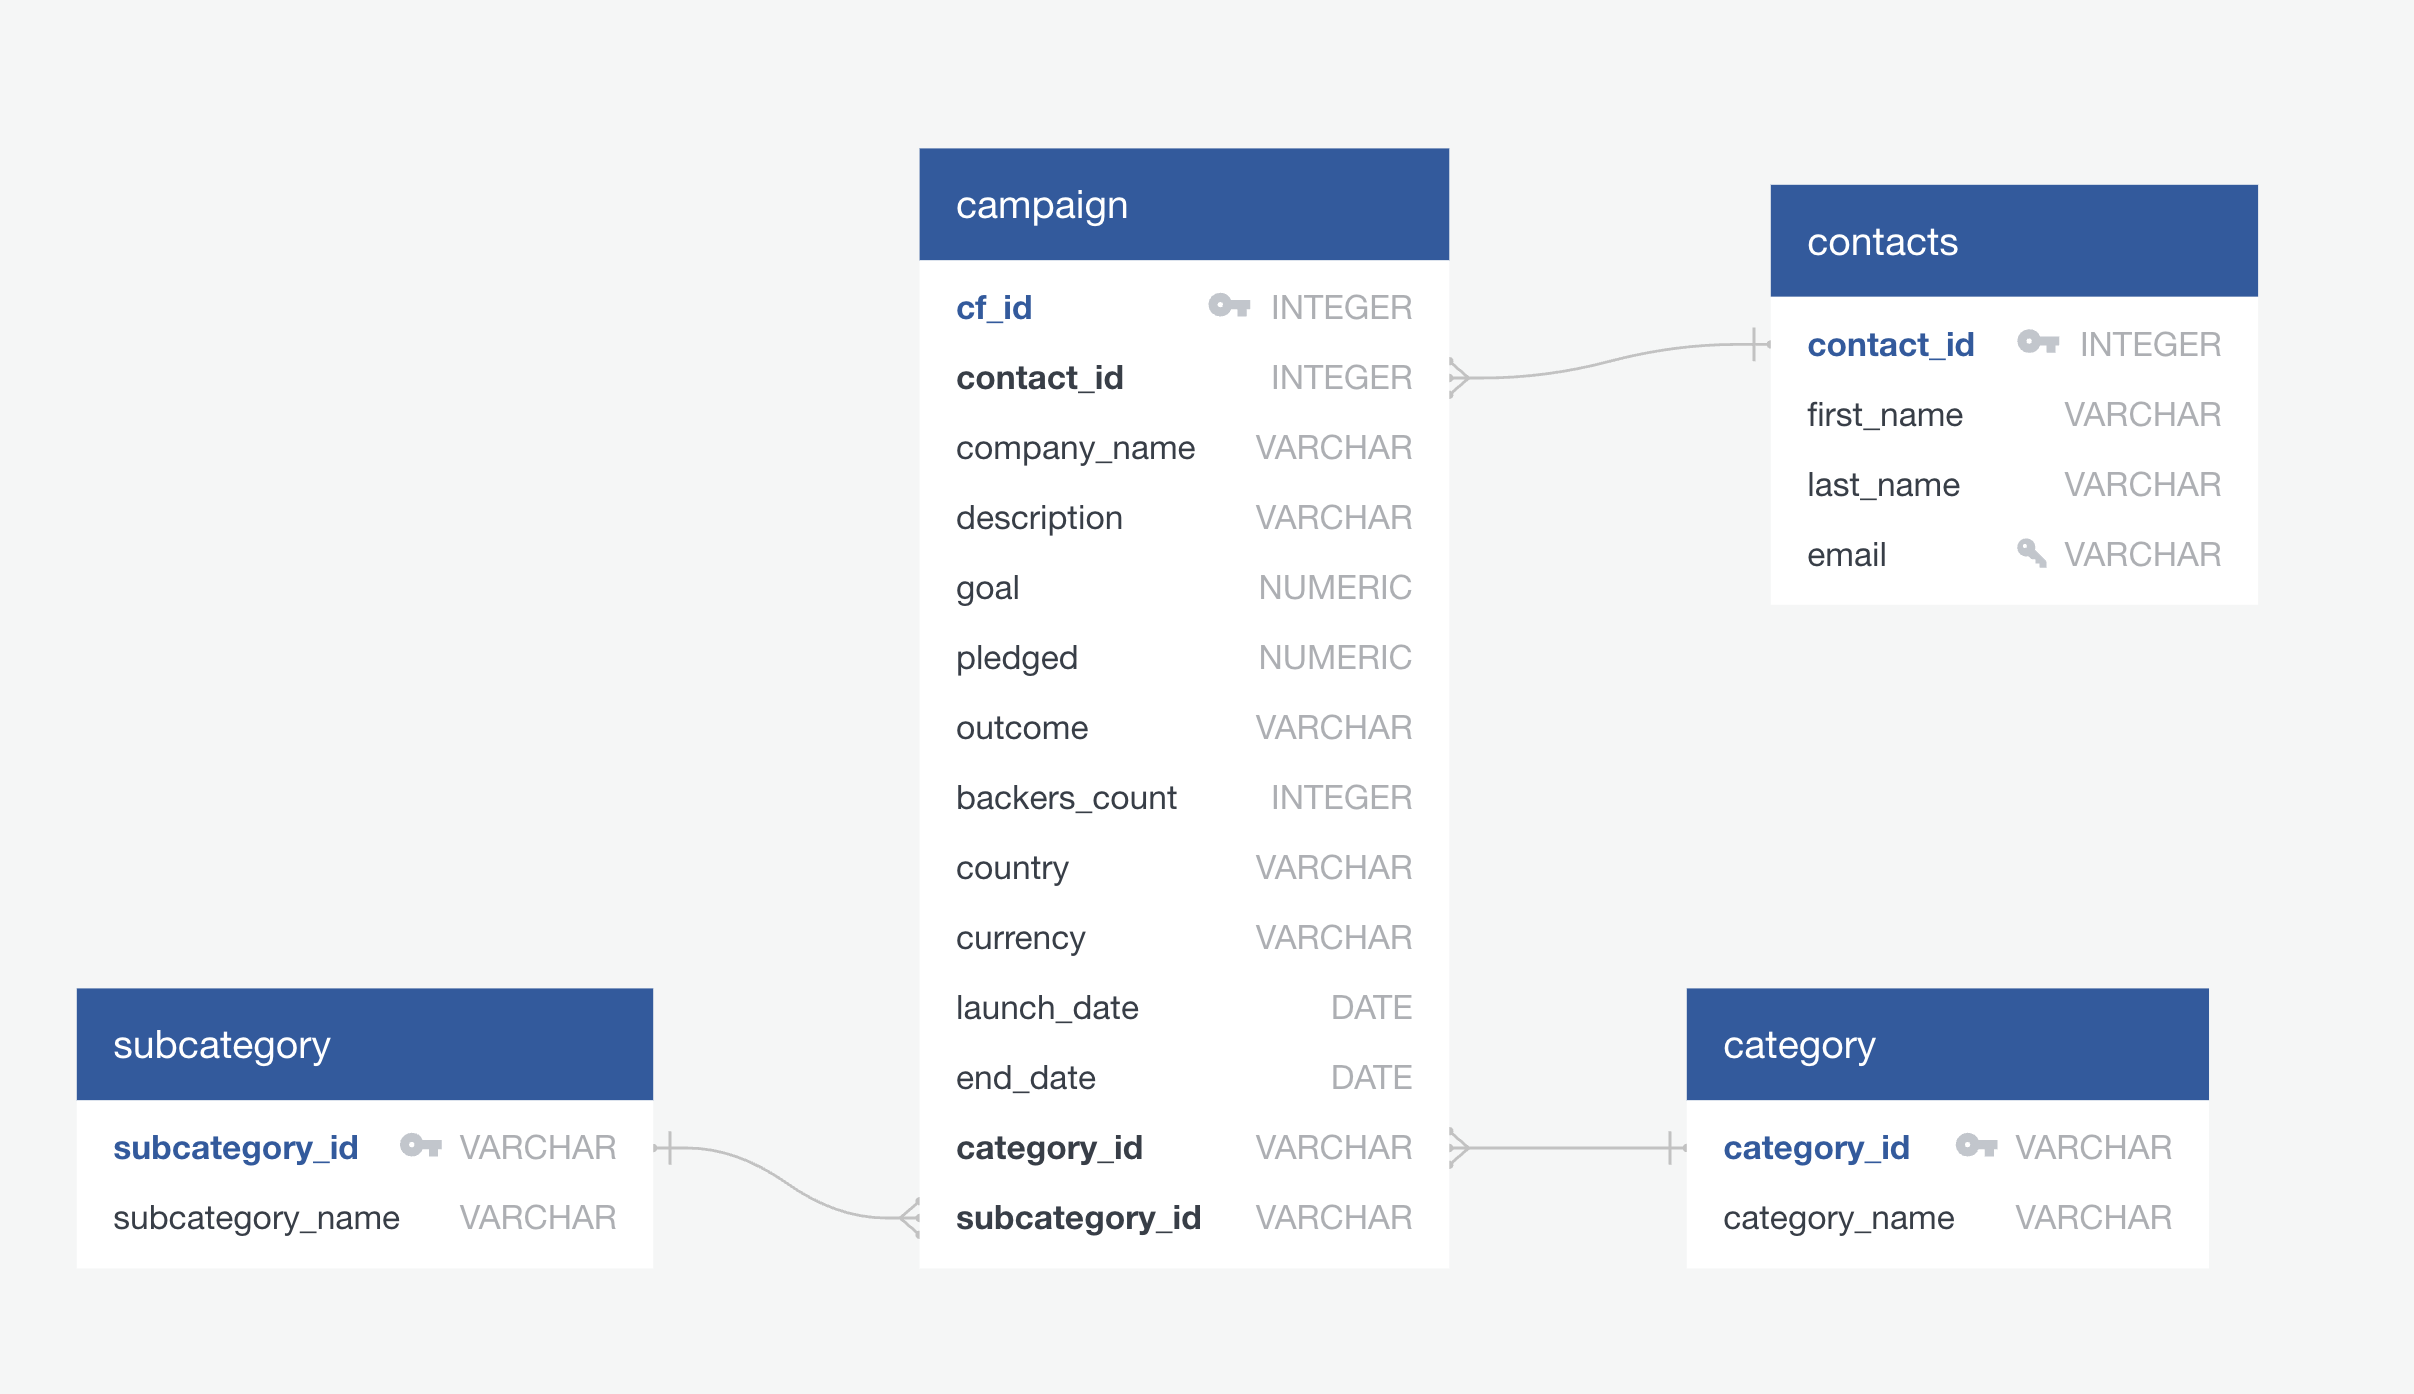 campaign
cf_id INTEGER
contact_id INTEGER
company_name VARCHAR
description VARCHAR
goal NUMERIC
pledged NUMERIC
outcome VARCHAR
backers_count INTEGER
country VARCHAR
currency VARCHAR
launch_date DATE
end_date DATE
category_id VARCHAR
subcategory_id VARCHAR
contacts
contact_id INTEGER
first_name VARCHAR
last_name VARCHAR
email VARCHAR
subcategory
subcategory_id VARCHAR
subcategory_name VARCHAR
category
category_id VARCHAR
category_name VARCHAR